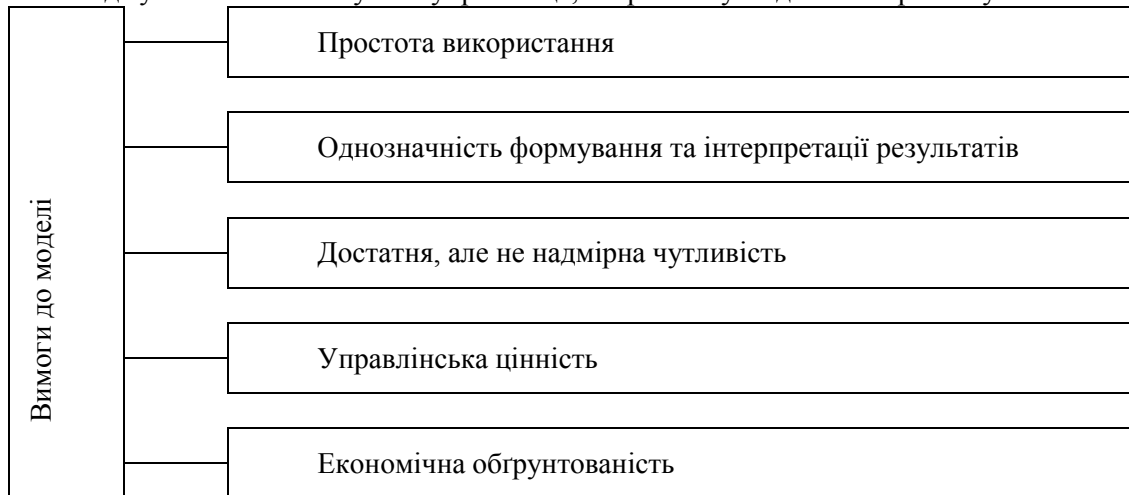 Вимоги до моделі
Простота використання
Однозначність формування та інтерпретації результатів
Достатня, але не надмірна чутливість
Управлінська цінність
Економічна обґрунтованість